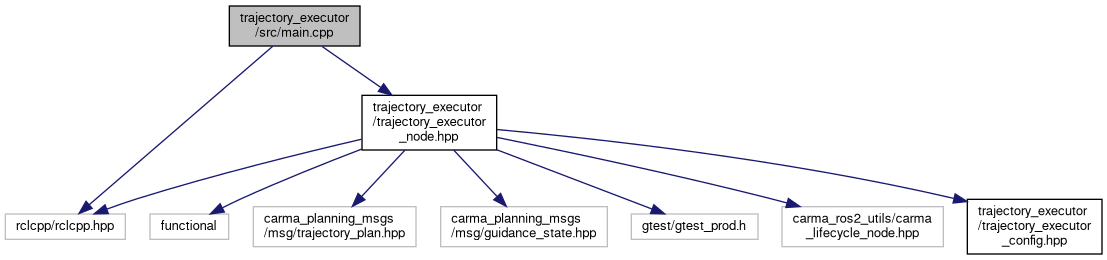 trajectory_executor
/src/main.cpp
trajectory_executor
/trajectory_executor
_node.hpp
rclcpp/rclcpp.hpp
functional
carma_planning_msgs
/msg/trajectory_plan.hpp
carma_planning_msgs
/msg/guidance_state.hpp
gtest/gtest_prod.h
carma_ros2_utils/carma
_lifecycle_node.hpp
trajectory_executor
/trajectory_executor
_config.hpp